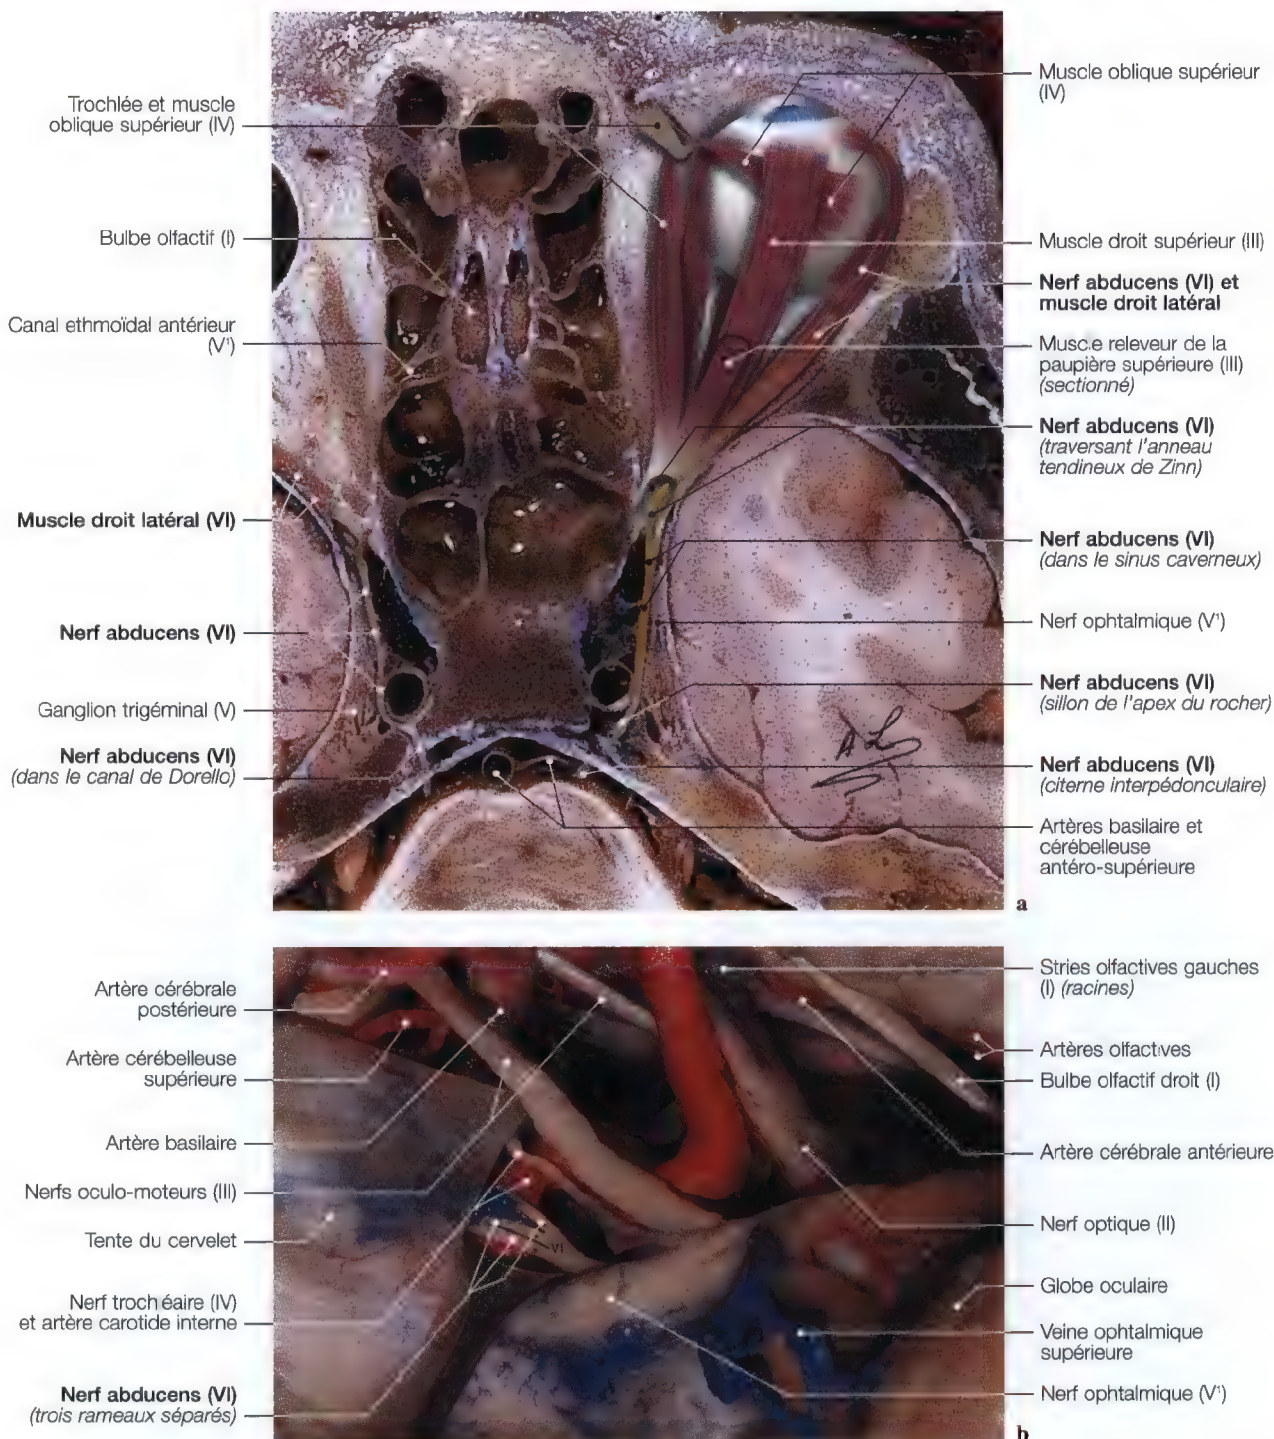 Trochlée et muscle
oblique supérieur (IV)
Bulbe olfactif (I)
Canal ethmoïdal antérieur
(V¹)
Muscle droit latéral (VI)
Nerf abducens (VI)
Ganglion trigéminal (V)
Nerf abducens (VI)
(dans le canal de Dorello)
Muscle oblique supérieur
(IV)
Muscle droit supérieur (III)
Nerf abducens (VI) et
muscle droit latéral
Muscle releveur de la
paupière supérieure (III)
(sectionné)
Nerf abducens (VI)
(traversant l'anneau
tendineux de Zinn)
Nerf abducens (VI)
(dans le sinus caverneux)
Nerf ophtalmique (V¹)
Nerf abducens (VI)
(sillon de l'apex du rocher)
Nerf abducens (VI)
(citerne interpédonculaire)
Artères basilaire et
cérébelleuse
antéro-supérieure
a
Artère cérébrale
postérieure
Artère cérébelleuse
supérieure
Artère basilaire
Nerfs oculo-moteurs (III)
Tente du cervelet
Nerf trochléaire (IV)
et artère carotide interne
Nerf abducens (VI)
(trois rameaux séparés)
VI
Stries olfactives gauches
(I) (racines)
Artères olfactives
Bulbe olfactif droit (I)
Artère cérébrale antérieure
Nerf optique (II)
Globe oculaire
Veine ophtalmique
supérieure
Nerf ophtalmique (V¹)
b